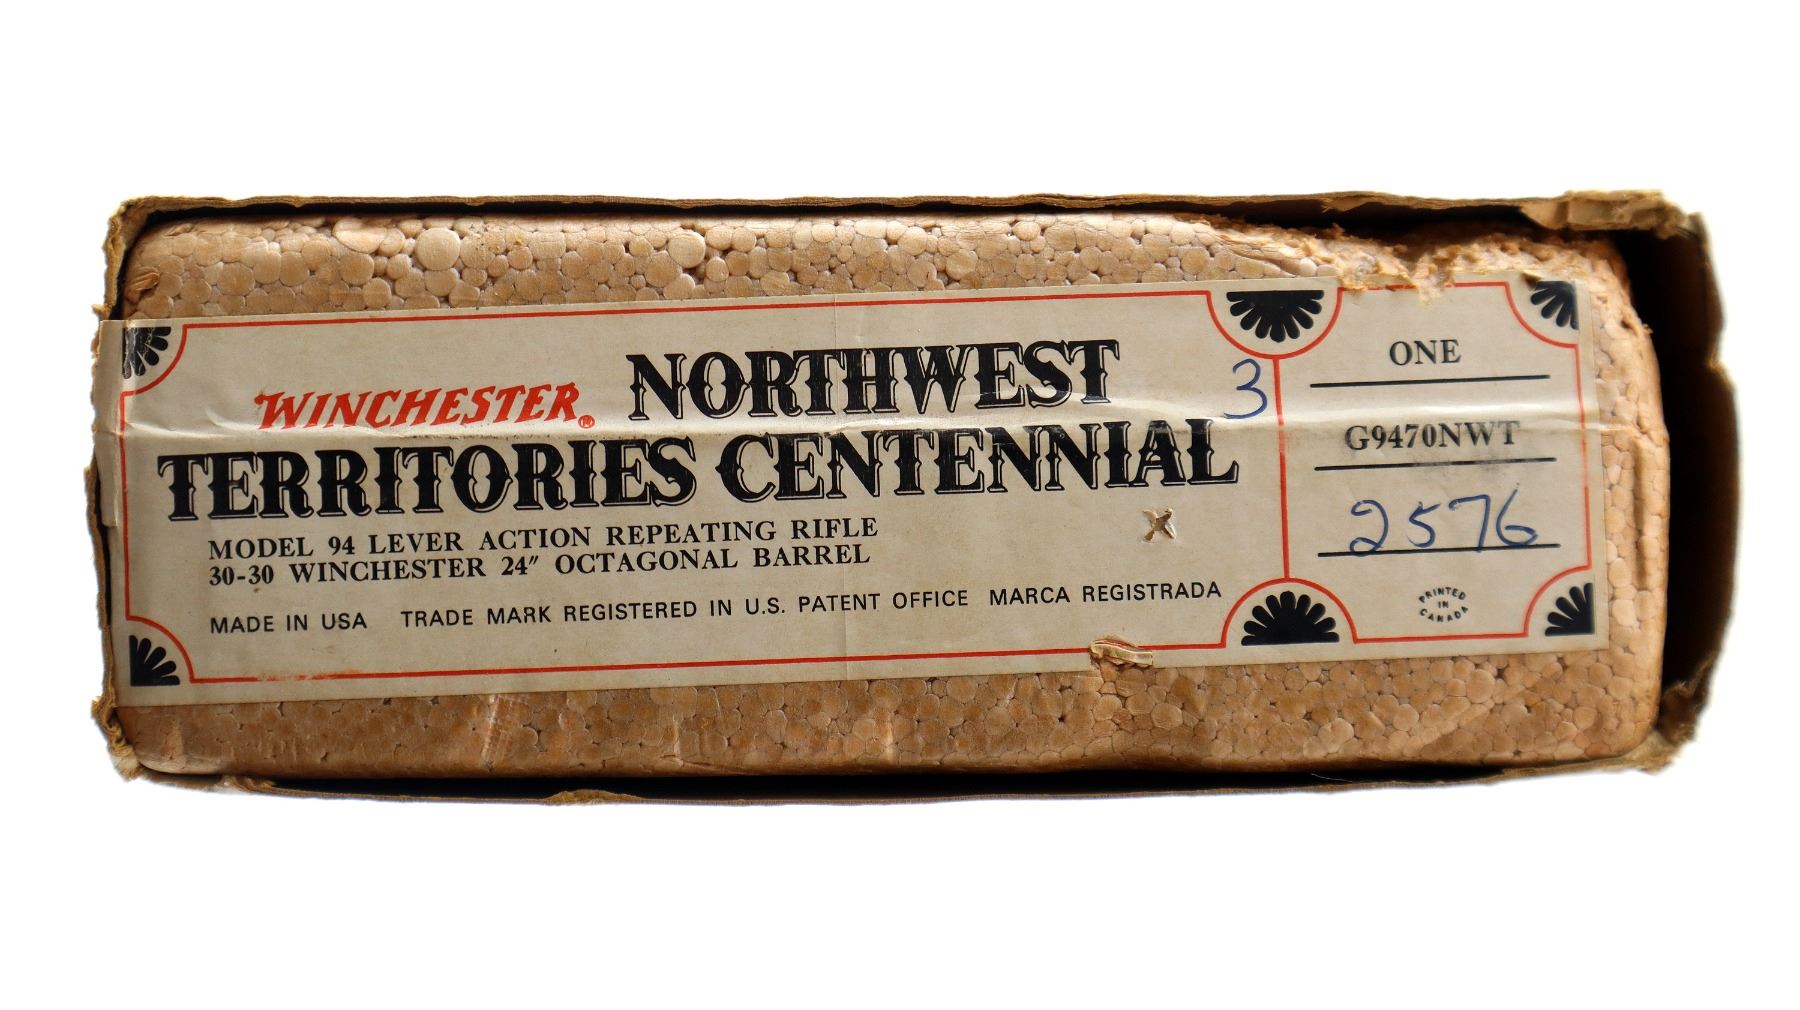 WINCHESTER® NORTHWEST
TERRITORIES CENTENNIAL
MODEL 94 LEVER ACTION REPEATING RIFLE
30-30 WINCHESTER 24" OCTAGONAL BARREL
MADE IN USA TRADE MARK REGISTERED IN U.S. PATENT OFFICE MARCA REGISTRADA
3
ONE
G9470NWT
2576
PRINTED
IN
CANADA